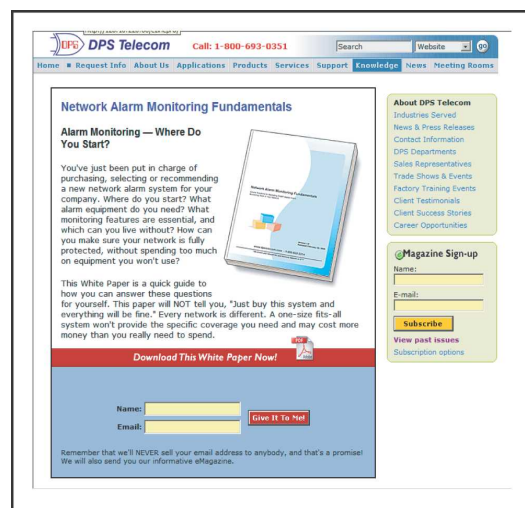 DPS Telecom
Call: 1-800-693-0351
Search
Website
go
Home Request Info About Us Applications Products Services Support Knowledge News Meeting Rooms
Network Alarm Monitoring Fundamentals
Alarm Monitoring — Where Do
You Start?
You've just been put in charge of
purchasing, selecting or recommending
a new network alarm system for your
company. Where do you start? What
alarm equipment do you need? What
monitoring features are essential, and
which can you live without? How can
you make sure your network is fully
protected, without spending too much
on equipment you won't use?
This White Paper is a quick guide to
how you can answer these questions
for yourself. This paper will NOT tell you, "Just buy this system and
everything will be fine." Every network is different. A one-size fits-all
system won't provide the specific coverage you need and may cost more
money than you really need to spend.
Network Alarm Monitoring Fundamentals
Download This White Paper Now!
PDF
Name:
Email:
Give It To Me!
Remember that we'll NEVER sell your email address to anybody, and that's a promise!
We will also send you our informative eMagazine.
About DPS Telecom
Industries Served
News & Press Releases
Contact Information
DPS Departments
Sales Representatives
Trade Shows & Events
Factory Training Events
Client Testimonials
Client Success Stories
Career Opportunities
eMagazine Sign-up
Name:
E-mail:
Subscribe
View past issues
Subscription options